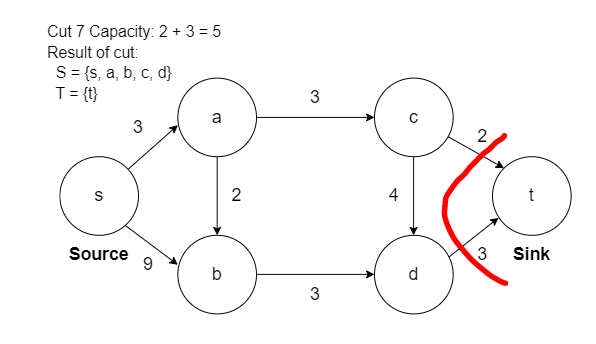 Cut 7 Capacity: 2 + 3 = 5
Result of cut:
S = {s, a, b, c, d}
T = {t}
a
3
c
3
2
s
2
4
t
Source
9
b
3
d
3
Sink